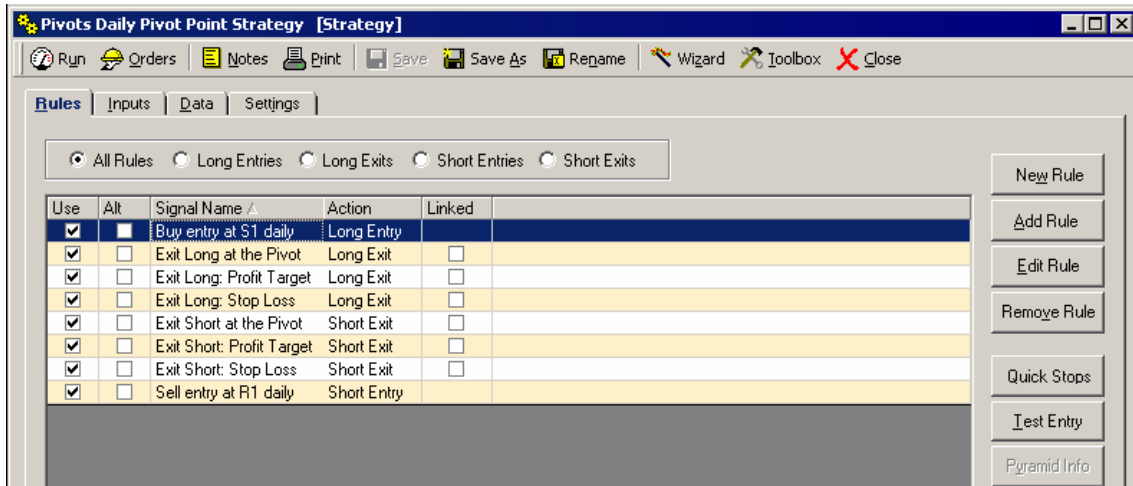 Pivots Daily Pivot Point Strategy [Strategy]
Run Orders Notes Print Save Save As Rename Wizard Toolbox Close
Rules Inputs Data Settings
All Rules Long Entries Long Exits Short Entries Short Exits
New Rule
Use Alt Signal Name Action Linked
Add Rule
Buy entry at S1 daily Long Entry
Exit Long at the Pivot Long Exit
Edit Rule
Exit Long: Profit Target Long Exit
Exit Long: Stop Loss Long Exit
Remove Rule
Exit Short at the Pivot Short Exit
Exit Short: Profit Target Short Exit
Exit Short: Stop Loss Short Exit
Quick Stops
Sell entry at R1 daily Short Entry
Test Entry
Pyramid Info